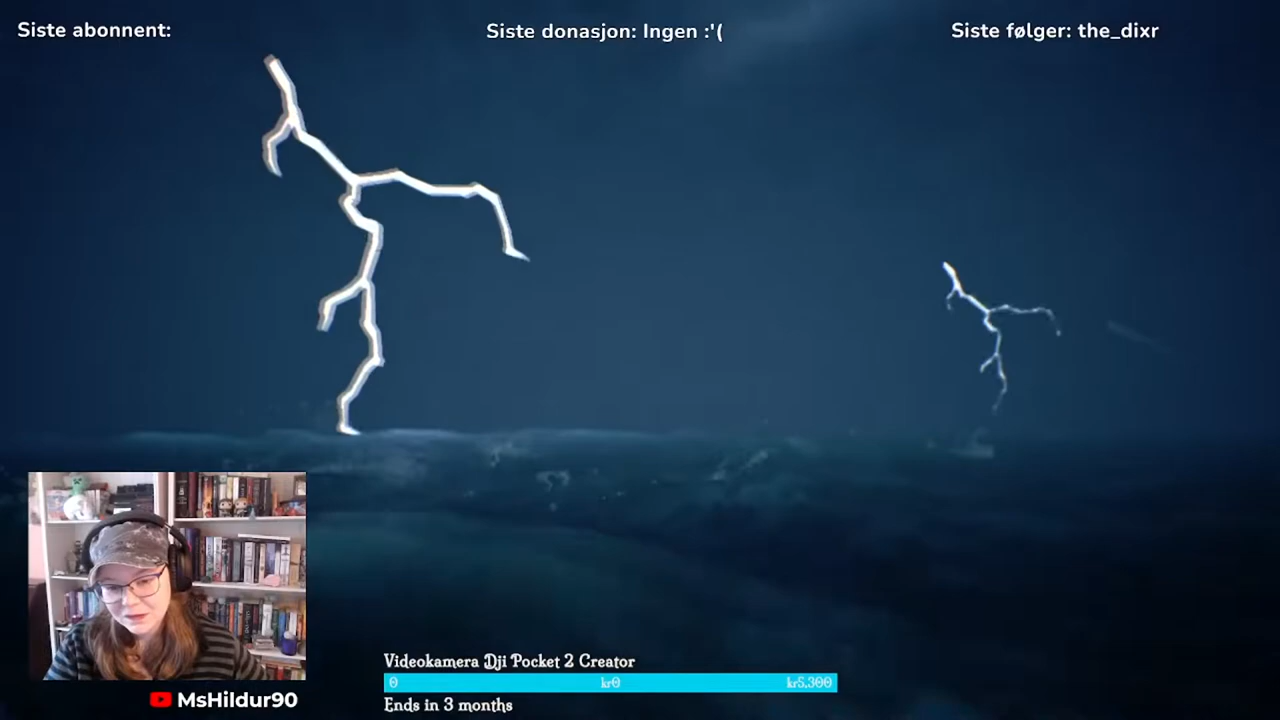 Siste abonnent:
Siste donasjon: Ingen :'(
Siste følger: the_dixr
Videokamera Dji Pocket 2 Creator
0 kr0 kr5,300
Ends in 3 months
MsHildur90